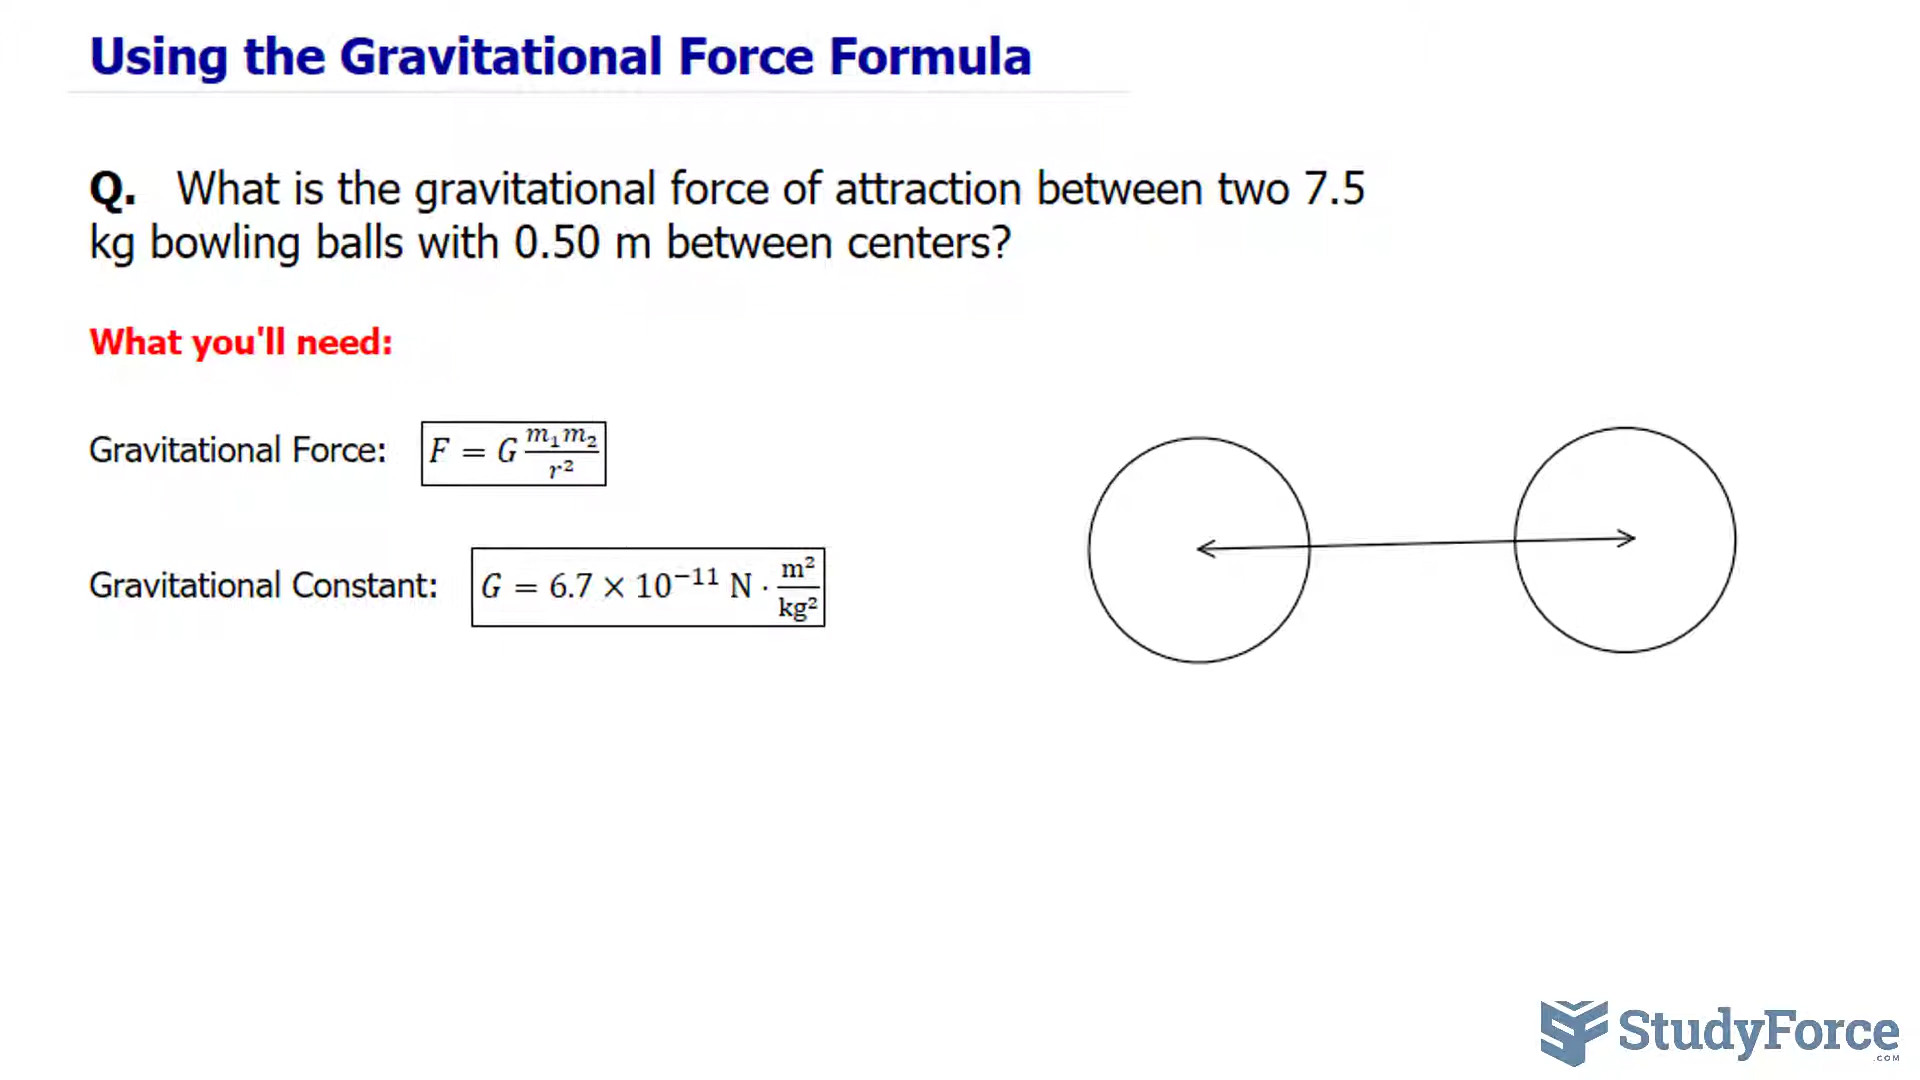 Using the Gravitational Force Formula
Q. What is the gravitational force of attraction between two 7.5
kg bowling balls with 0.50 m between centers?
What you'll need:
Gravitational Force: F = G m₁m₂/r²
Gravitational Constant: G = 6.7 × 10⁻¹¹ N · m²/kg²
StudyForce
.COM